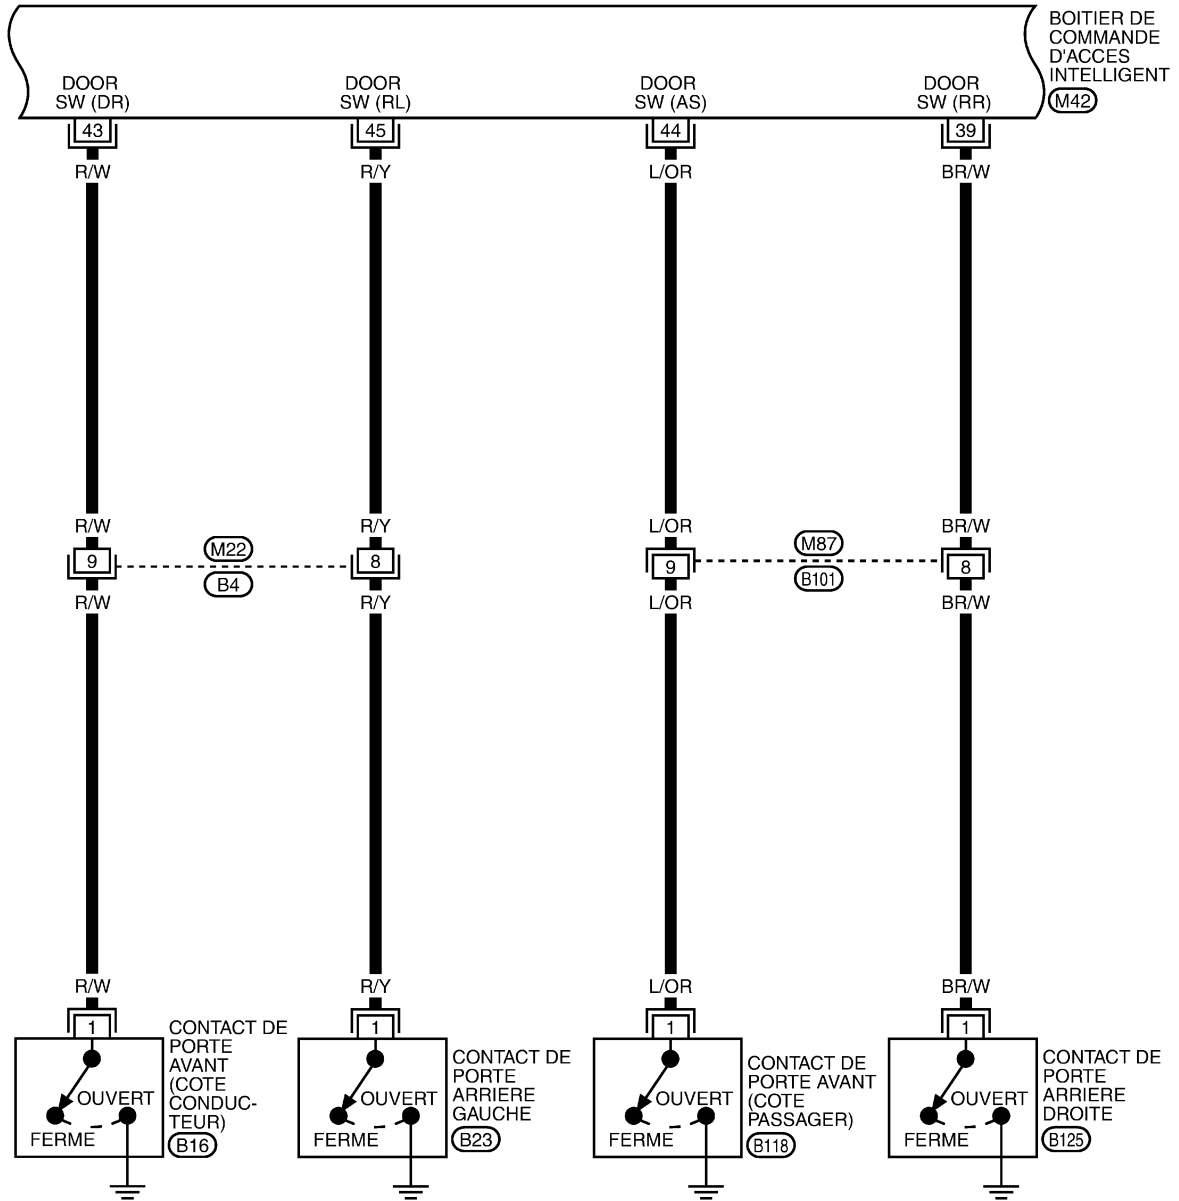 BOITIER DE
COMMANDE
D'ACCES
INTELLIGENT
M42
DOOR
SW (DR)
DOOR
SW (RL)
DOOR
SW (AS)
DOOR
SW (RR)
43
45
44
39
R/W
R/Y
L/OR
BR/W
R/W
R/Y
L/OR
BR/W
9
M22
B4
8
9
M87
B101
8
R/W
R/Y
L/OR
BR/W
R/W
R/Y
L/OR
BR/W
1
1
1
1
CONTACT DE
PORTE
AVANT
(COTE
CONDUC-
TEUR)
B16
OUVERT
FERME
CONTACT DE
PORTE
ARRIERE
GAUCHE
B23
OUVERT
FERME
CONTACT DE
PORTE AVANT
(COTE
PASSAGER)
B118
OUVERT
FERME
CONTACT DE
PORTE
ARRIERE
DROITE
B125
OUVERT
FERME